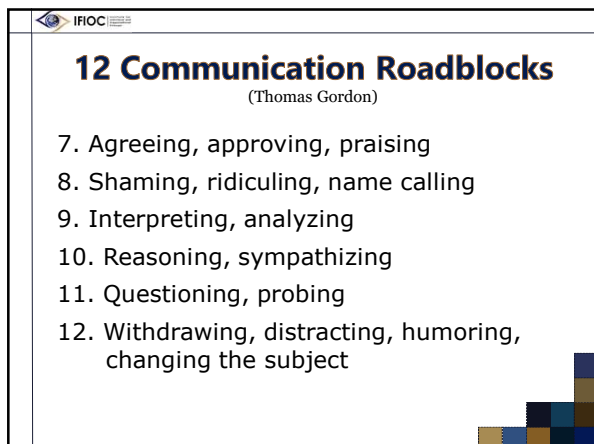 IFIOC
12 Communication Roadblocks
(Thomas Gordon)
7. Agreeing, approving, praising
8. Shaming, ridiculing, name calling
9. Interpreting, analyzing
10. Reasoning, sympathizing
11. Questioning, probing
12. Withdrawing, distracting, humoring,
changing the subject